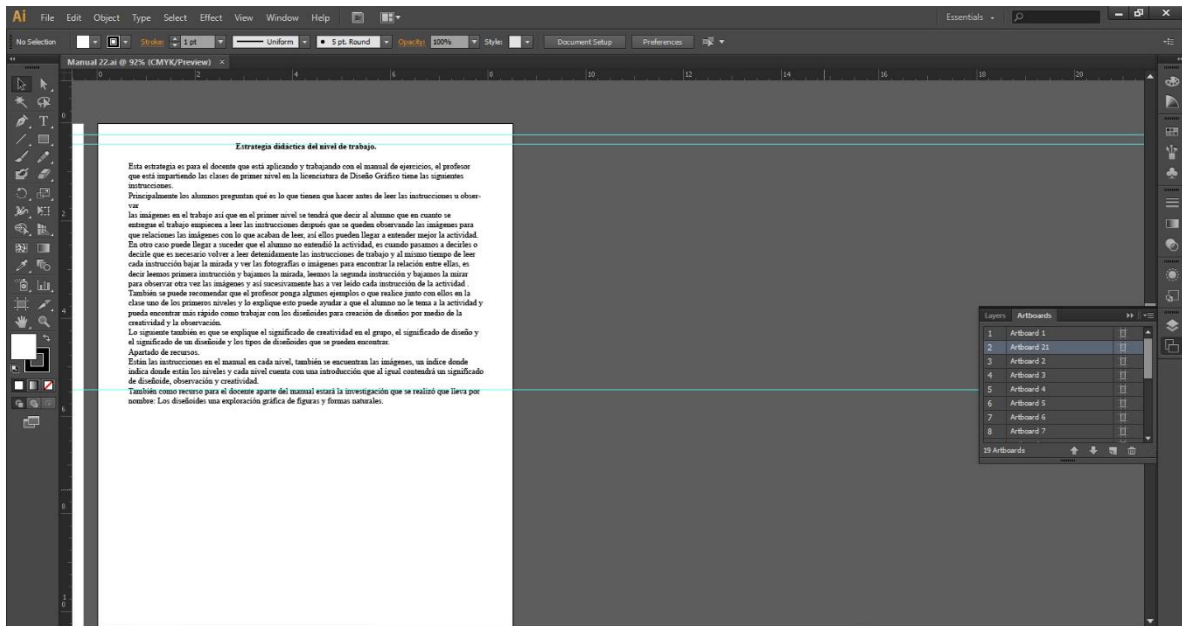 Ai File Edit Object Type Select Effect View Window Help Essentials
No Selection Stroke: 1 pt Uniform 5 pt. Round Opacity: 100% Style: Document Setup Preferences
Manual 22.ai @ 92% (CMYK/Preview) ×
0 2 4 6 8 10 12 14 16 18 20
0
2
4
6
8
10
Estrategia didáctica del nivel de trabajo.
Esta estrategia es para el docente que está aplicando y trabajando con el manual de ejercicios, el profesor
que está impartiendo las clases de primer nivel en la licenciatura de Diseño Gráfico tiene las siguientes
instrucciones.
Principalmente los alumnos preguntan qué es lo que tienen que hacer antes de leer las instrucciones u obser-
var
las imágenes en el trabajo así que en el primer nivel se tendrá que decir al alumno que en cuanto se
entregue el trabajo empiecen a leer las instrucciones después que se queden observando las imágenes para
que relaciones las imágenes con lo que acaban de leer, así ellos pueden llegar a entender mejor la actividad.
En otro caso puede llegar a suceder que el alumno no entendió la actividad, es cuando pasamos a decirles o
decirle que es necesario volver a leer detenidamente las instrucciones de trabajo y al mismo tiempo de leer
cada instrucción bajar la mirada y ver las fotografías o imágenes para encontrar la relación entre ellas, es
decir leemos primera instrucción y bajamos la mirada, leemos la segunda instrucción y bajamos la mirar
para observar otra vez las imágenes y así sucesivamente has a ver leído cada instrucción de la actividad .
También se puede recomendar que el profesor ponga algunos ejemplos o que realice junto con ellos en la
clase uno de los primeros niveles y lo explique esto puede ayudar a que el alumno no le tema a la actividad y
pueda encontrar más rápido como trabajar con los diseñoides para creación de diseños por medio de la
creatividad y la observación.
Lo siguiente también es que se explique el significado de creatividad en el grupo, el significado de diseño y
el significado de un diseñoide y los tipos de diseñoides que se pueden encontrar.
Apartado de recursos.
Están las instrucciones en el manual en cada nivel, también se encuentran las imágenes, un índice donde
indica donde están los niveles y cada nivel cuenta con una introducción que al igual contendrá un significado
de diseñoide, observación y creatividad.
También como recurso para el docente aparte del manual estará la investigación que se realizó que lleva por
nombre: Los diseñoides una exploración gráfica de figuras y formas naturales.
Layers Artboards
1 Artboard 1
2 Artboard 21
3 Artboard 2
4 Artboard 3
5 Artboard 4
6 Artboard 5
7 Artboard 6
8 Artboard 7
19 Artboards